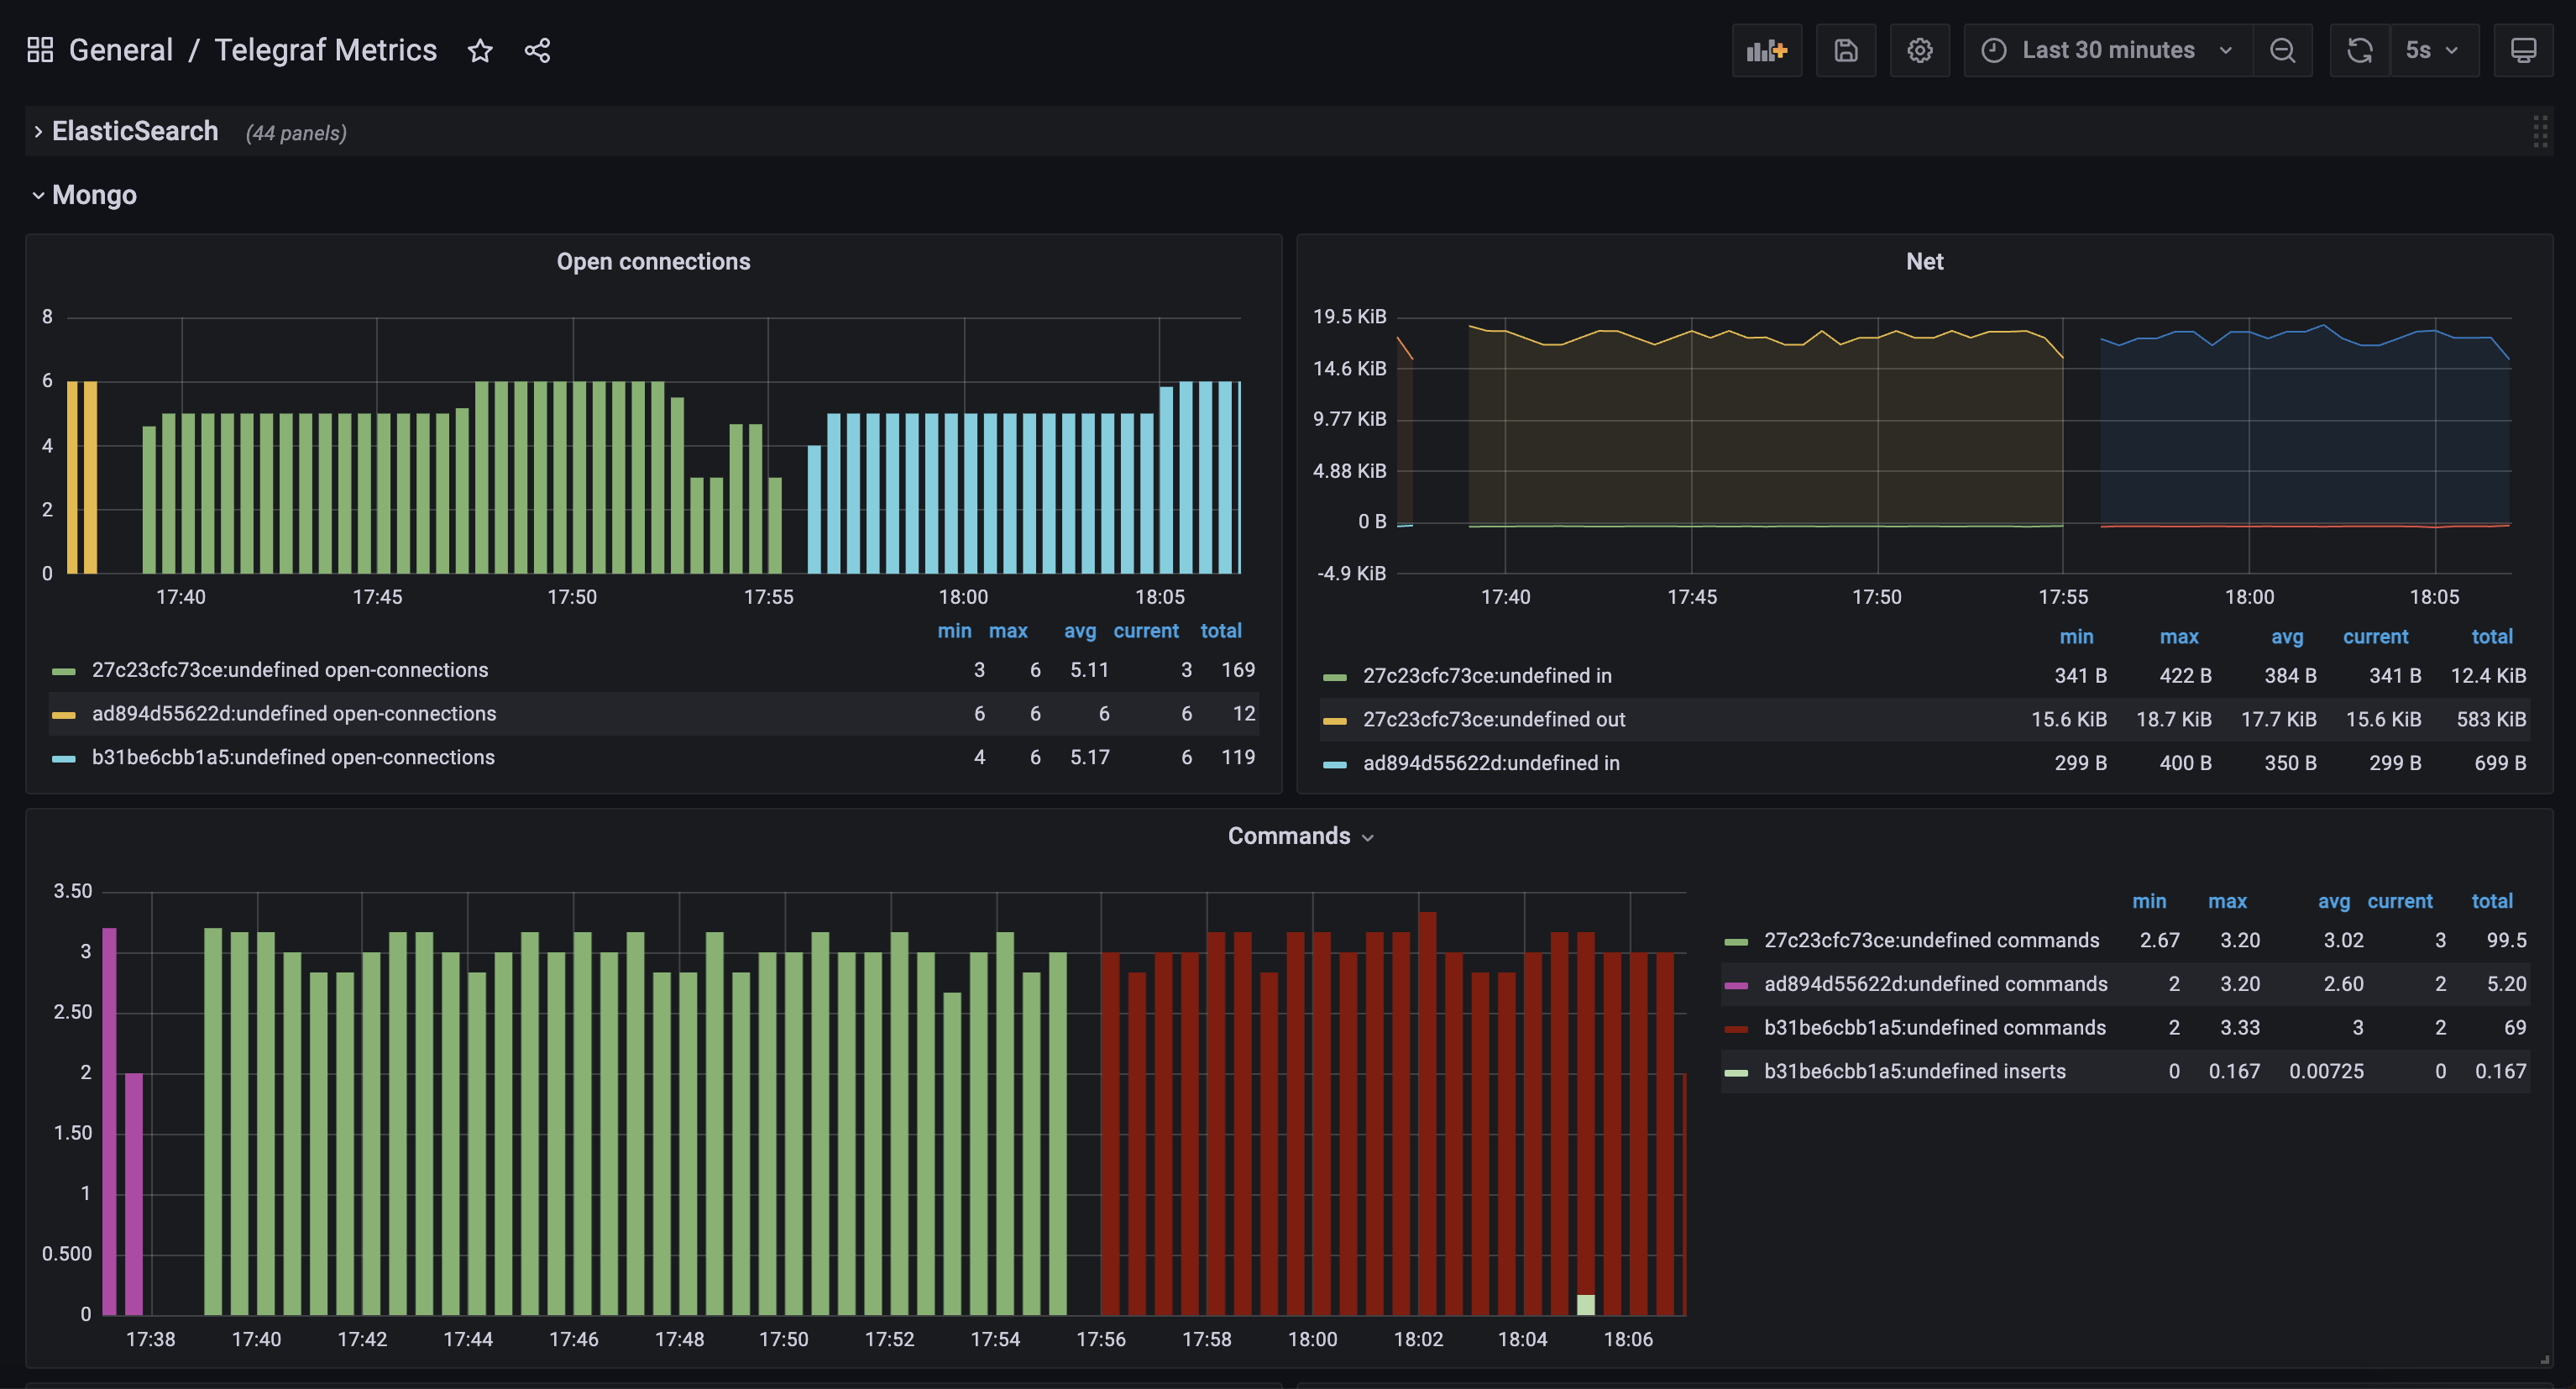 General / Telegraf Metrics
Last 30 minutes
5s
ElasticSearch (44 panels)
Mongo
Open connections
8
6
4
2
0
17:40 17:45 17:50 17:55 18:00 18:05
min max avg current total
27c23cfc73ce:undefined open-connections 3 6 5.11 3 169
ad894d55622d:undefined open-connections 6 6 6 6 12
b31be6cbb1a5:undefined open-connections 4 6 5.17 6 119
Net
19.5 KiB
14.6 KiB
9.77 KiB
4.88 KiB
0 B
-4.9 KiB
17:40 17:45 17:50 17:55 18:00 18:05
min max avg current total
27c23cfc73ce:undefined in 341 B 422 B 384 B 341 B 12.4 KiB
27c23cfc73ce:undefined out 15.6 KiB 18.7 KiB 17.7 KiB 15.6 KiB 583 KiB
ad894d55622d:undefined in 299 B 400 B 350 B 299 B 699 B
Commands
3.50
3
2.50
2
1.50
1
0.500
0
17:38 17:40 17:42 17:44 17:46 17:48 17:50 17:52 17:54 17:56 17:58 18:00 18:02 18:04 18:06
min max avg current total
27c23cfc73ce:undefined commands 2.67 3.20 3.02 3 99.5
ad894d55622d:undefined commands 2 3.20 2.60 2 5.20
b31be6cbb1a5:undefined commands 2 3.33 3 2 69
b31be6cbb1a5:undefined inserts 0 0.167 0.00725 0 0.167